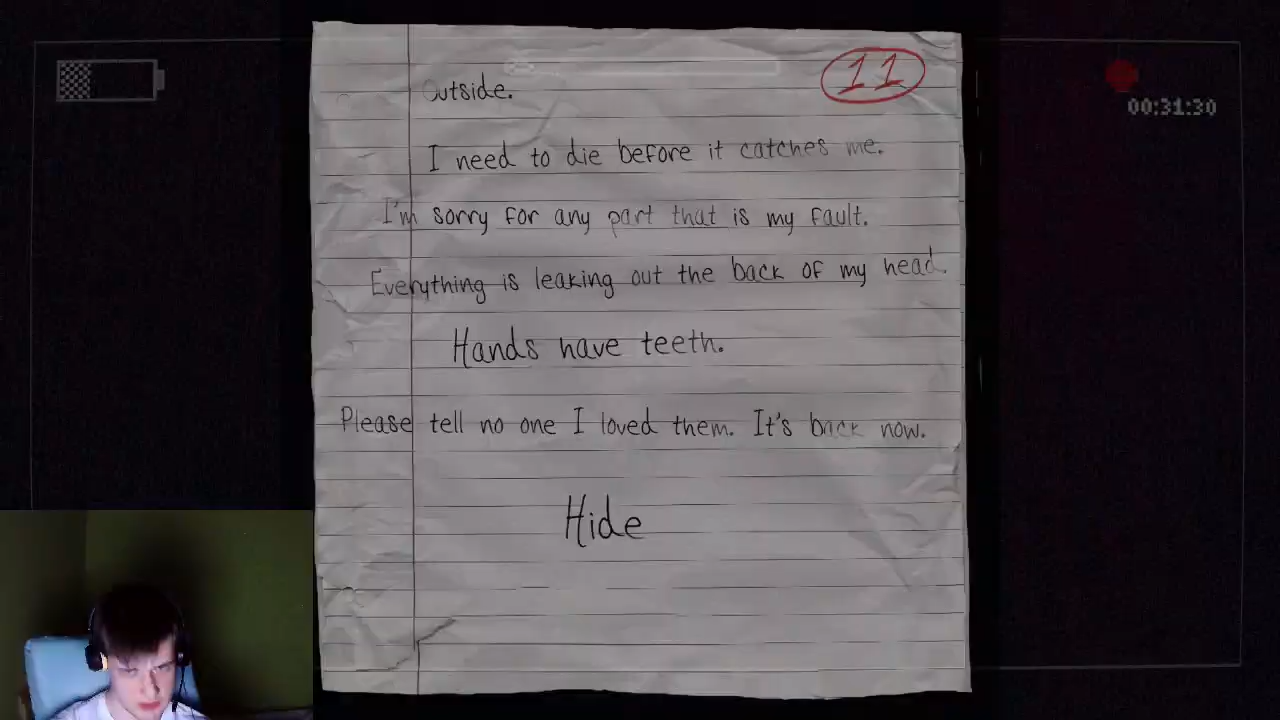 11
Outside.
00:31:30
I need to die before it catches me.
I'm sorry for any part that is my fault.
Everything is leaking out the back of my head.
Hands have teeth.
Please tell no one I loved them. It's back now.
Hide